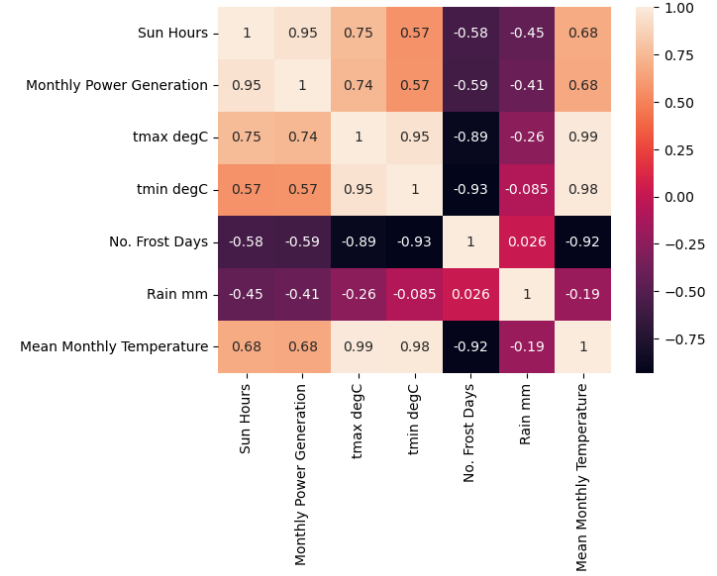 Sun Hours 1 0.95 0.75 0.57 -0.58 -0.45 0.68
Monthly Power Generation 0.95 1 0.74 0.57 -0.59 -0.41 0.68
tmax degC 0.75 0.74 1 0.95 -0.89 -0.26 0.99
tmin degC 0.57 0.57 0.95 1 -0.93 -0.085 0.98
No. Frost Days -0.58 -0.59 -0.89 -0.93 1 0.026 -0.92
Rain mm -0.45 -0.41 -0.26 -0.085 0.026 1 -0.19
Mean Monthly Temperature 0.68 0.68 0.99 0.98 -0.92 -0.19 1
Sun Hours
Monthly Power Generation
tmax degC
tmin degC
No. Frost Days
Rain mm
Mean Monthly Temperature
1.00
0.75
0.50
0.25
0.00
−0.25
−0.50
−0.75